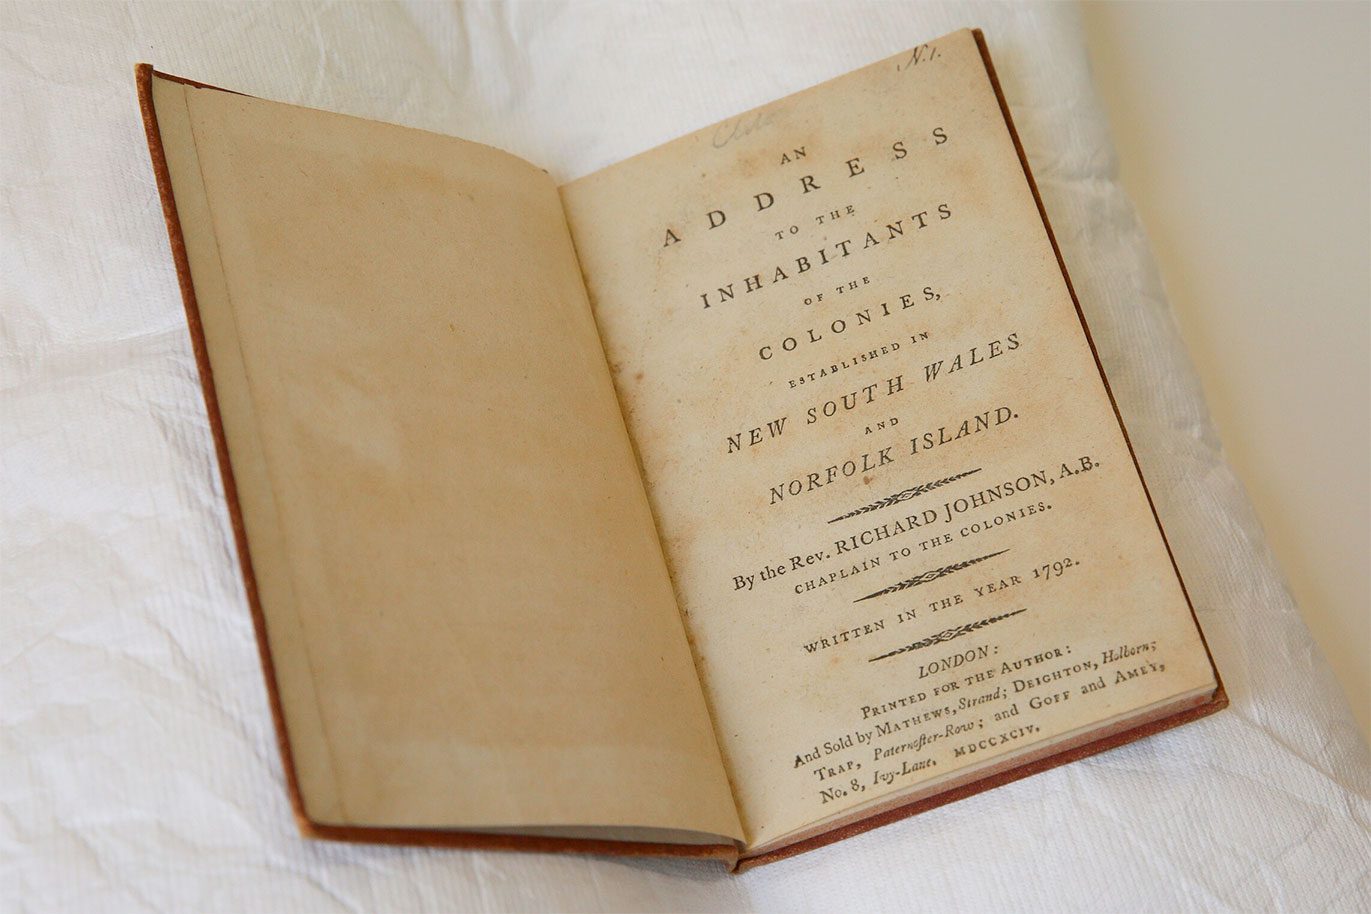 N.1.
AN
ADDRESS
TO THE
INHABITANTS
OF THE
COLONIES,
ESTABLISHED IN
NEW SOUTH WALES
AND
NORFOLK ISLAND.
By the Rev. RICHARD JOHNSON, A.B.
CHAPLAIN TO THE COLONIES.
WRITTEN IN THE YEAR 1792.
LONDON:
PRINTED FOR THE AUTHOR:
And Sold by MATHEWS, Strand; DEIGHTON, Holborn;
TRAP, Paternoſter-Row; and GOFF and AMEY,
No. 8, Ivy-Lane. MDCCXCIV.